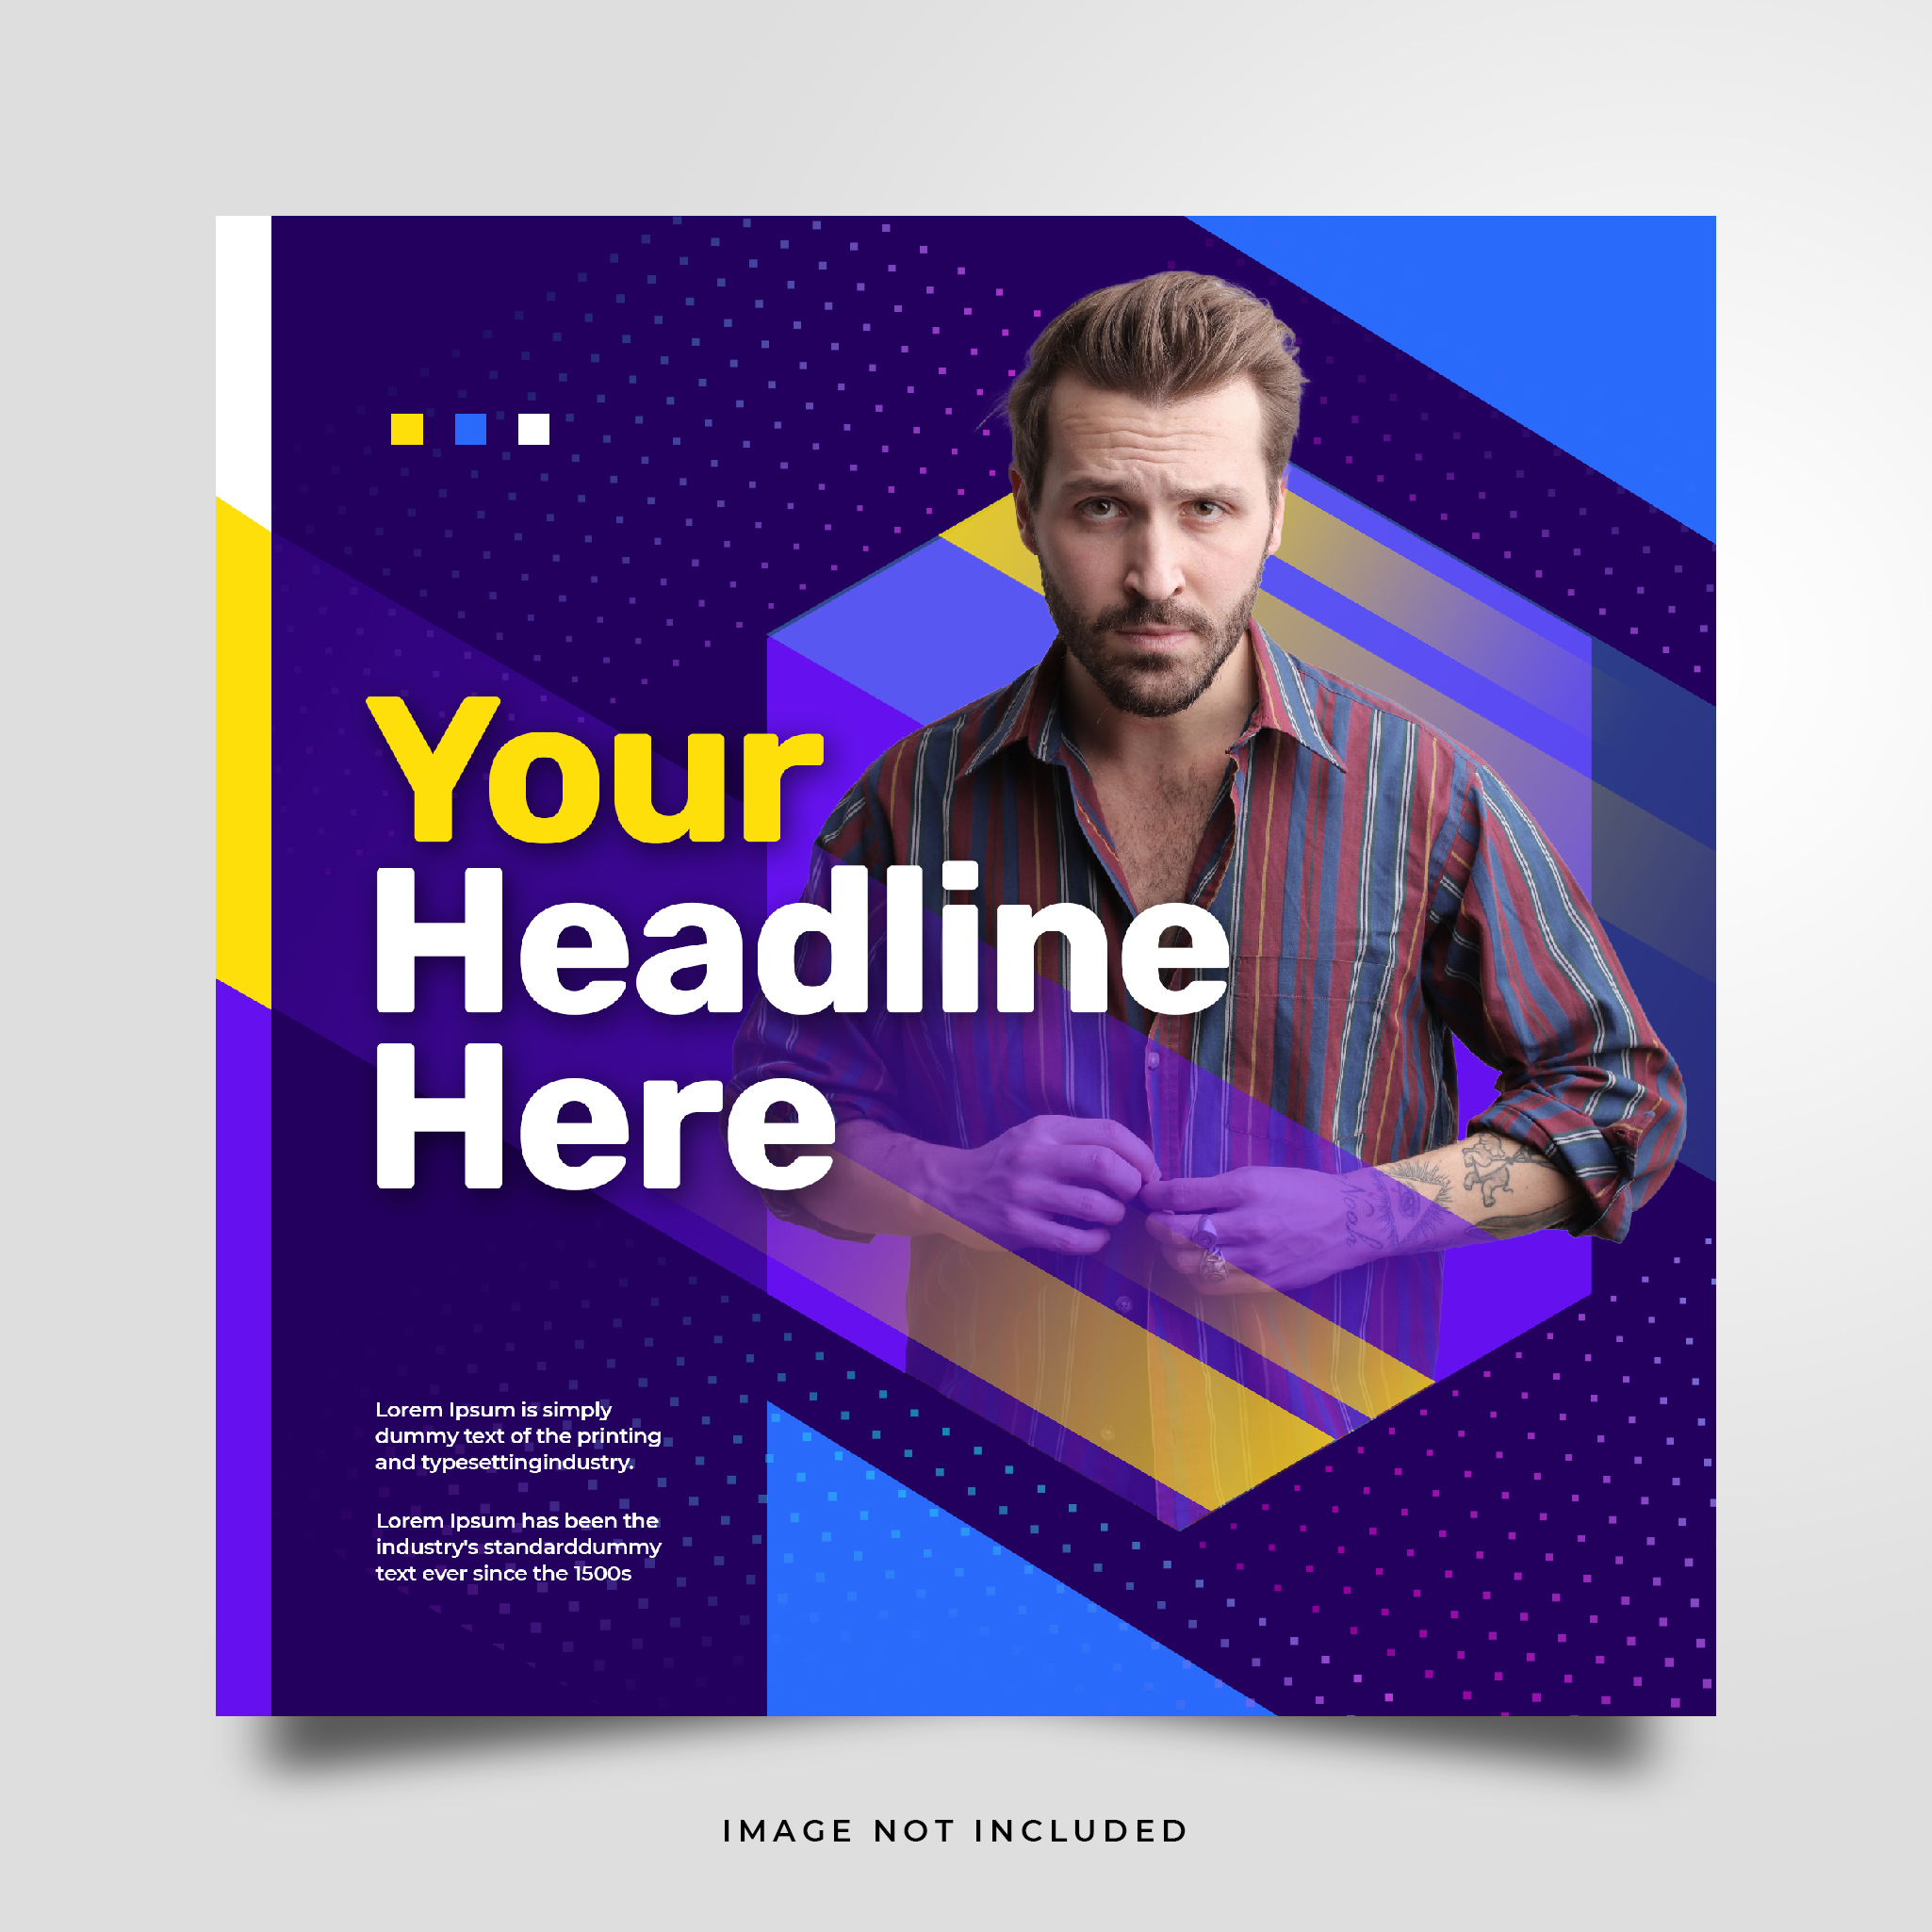 Your
Headline
Here
Lorem Ipsum is simply
dummy text of the printing
and typesettingindustry.
Lorem Ipsum has been the
industry's standarddummy
text ever since the 1500s
Noah
IMAGE NOT INCLUDED